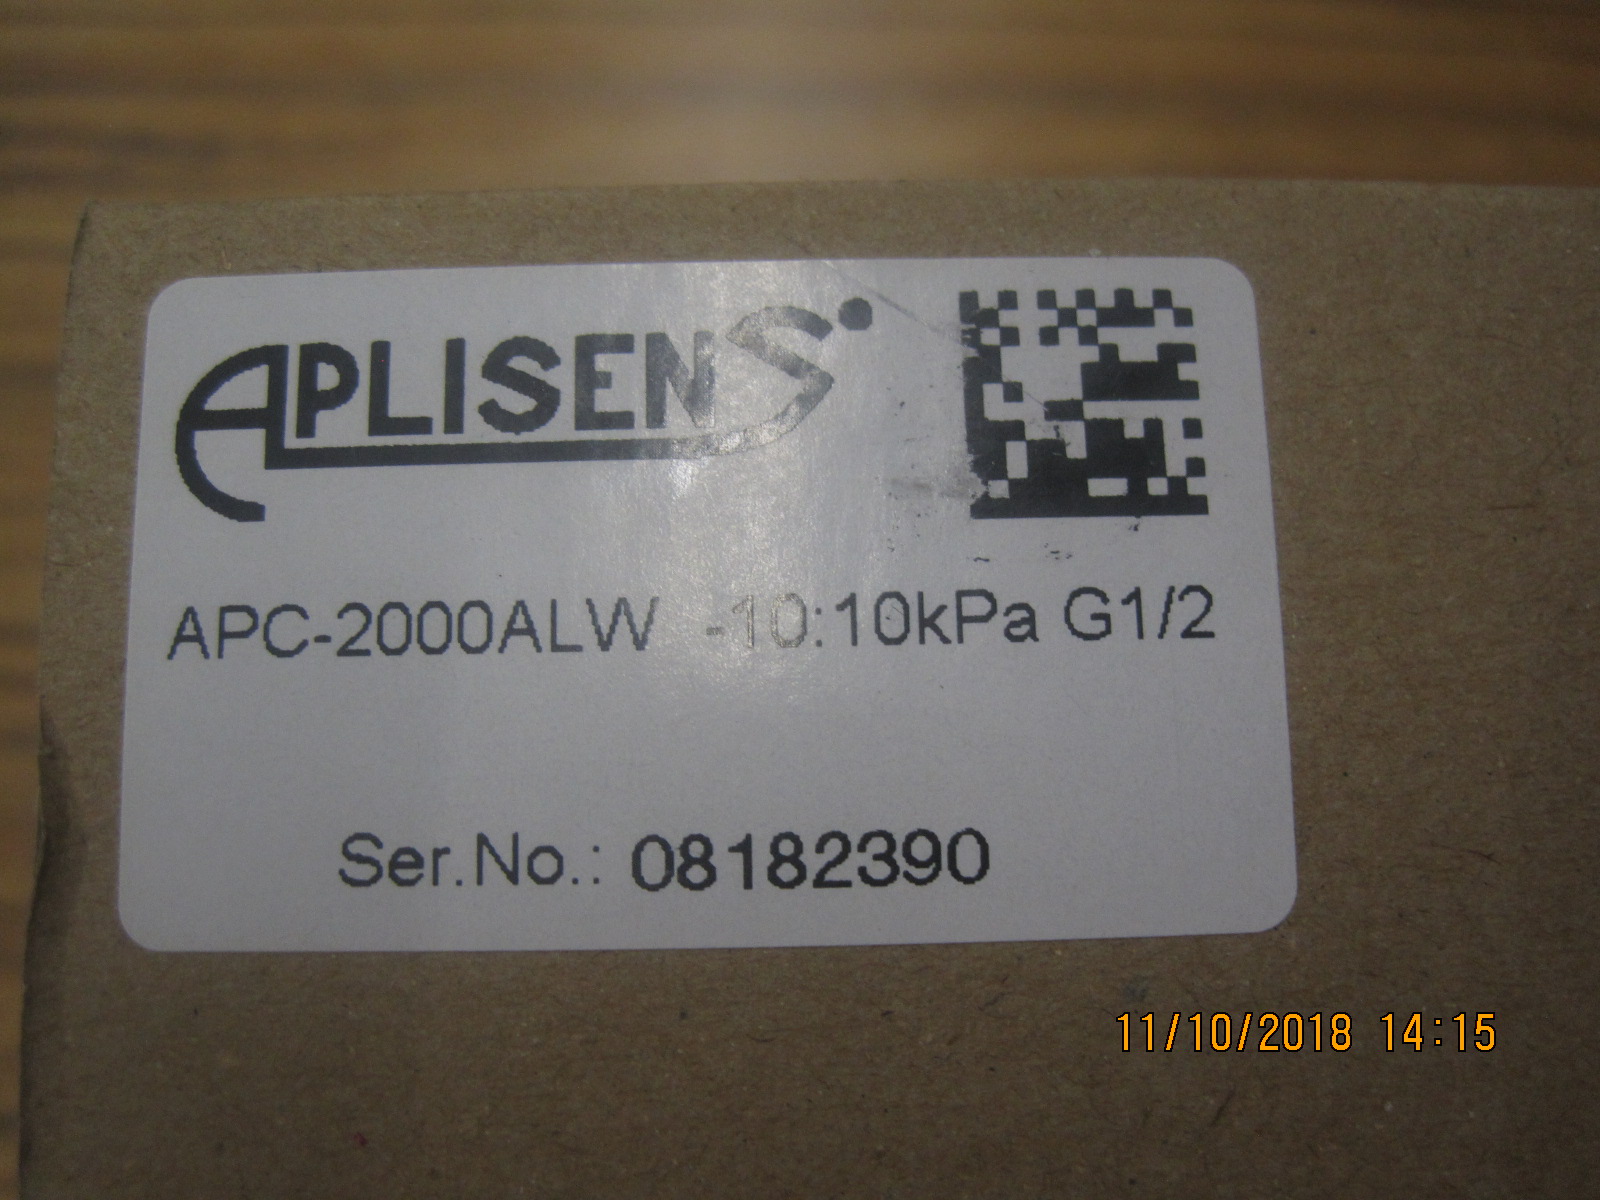 APLISENS
APC-2000ALW -10:10kPa G1/2
Ser.No.: 08182390
11/10/2018 14:15